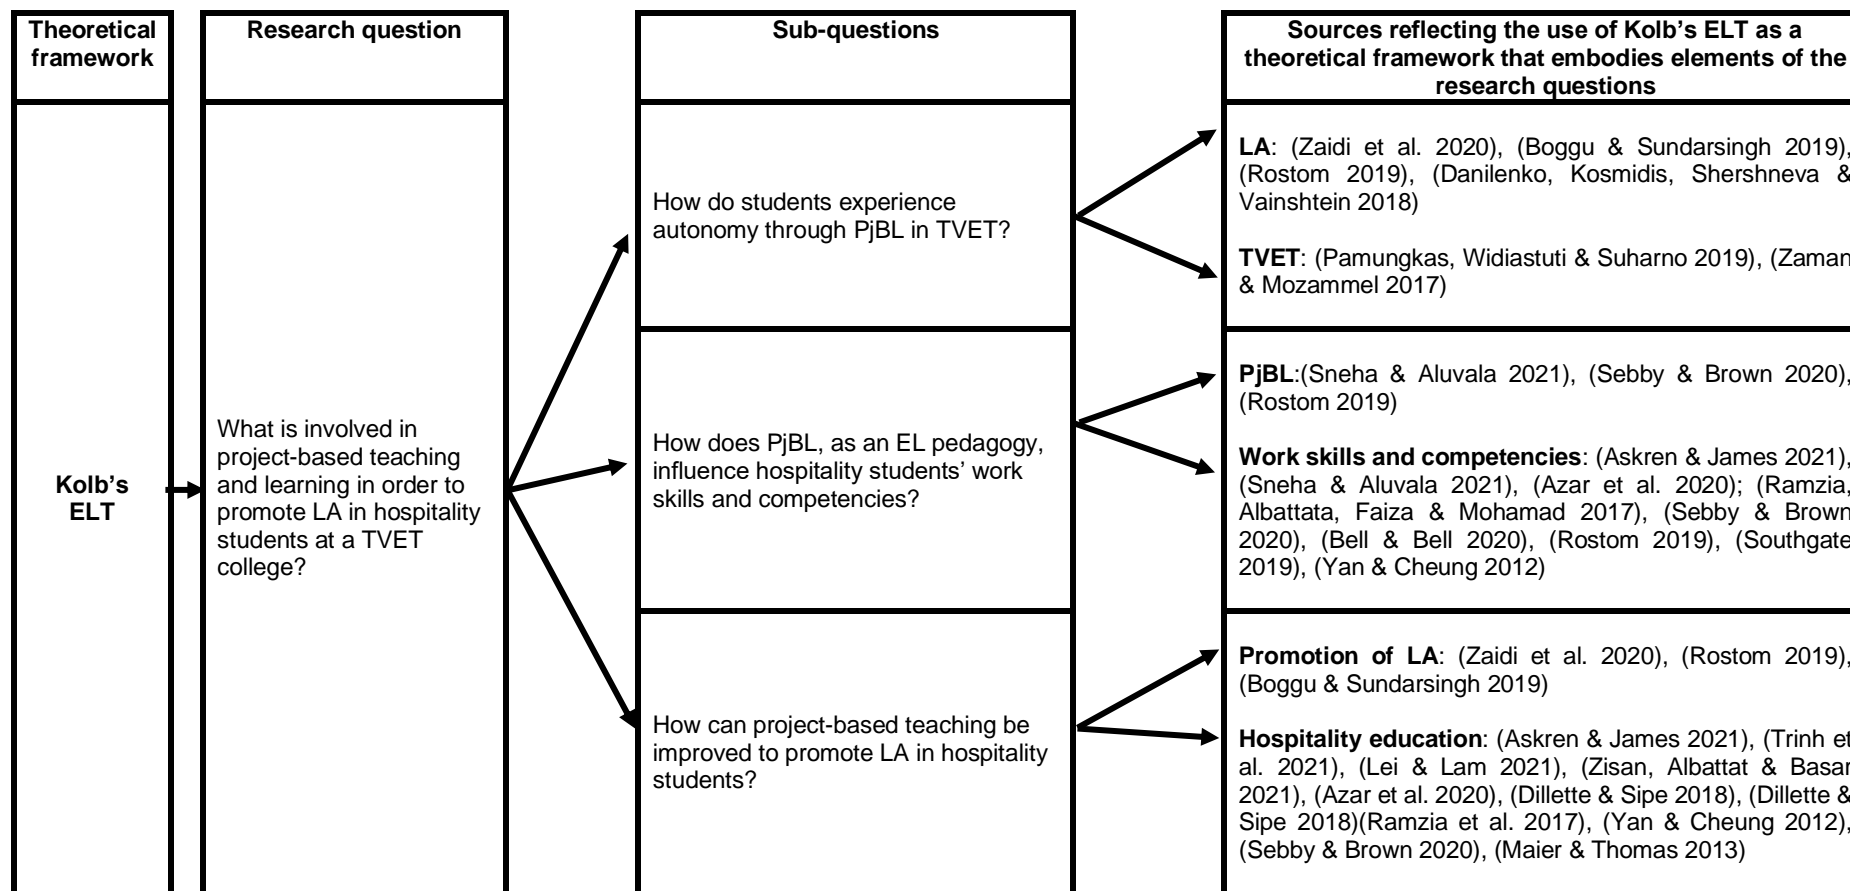 Theoretical
framework
Research question
Sub-questions
Sources reflecting the use of Kolb's ELT as a
theoretical framework that embodies elements of the
research questions
Kolb's
ELT
What is involved in
project-based teaching
and learning in order to
promote LA in hospitality
students at a TVET
college?
How do students experience
autonomy through PjBL in TVET?
LA: (Zaidi et al. 2020), (Boggu & Sundarsingh 2019),
(Rostom 2019), (Danilenko, Kosmidis, Shershneva &
Vainshtein 2018)
TVET: (Pamungkas, Widiastuti & Suharno 2019), (Zaman
& Mozammel 2017)
How does PjBL, as an EL pedagogy,
influence hospitality students' work
skills and competencies?
PjBL:(Sneha & Aluvala 2021), (Sebby & Brown 2020),
(Rostom 2019)
Work skills and competencies: (Askren & James 2021),
(Sneha & Aluvala 2021), (Azar et al. 2020); (Ramzia,
Albattata, Faiza & Mohamad 2017), (Sebby & Brown
2020), (Bell & Bell 2020), (Rostom 2019), (Southgate
2019), (Yan & Cheung 2012)
How can project-based teaching be
improved to promote LA in hospitality
students?
Promotion of LA: (Zaidi et al. 2020), (Rostom 2019),
(Boggu & Sundarsingh 2019)
Hospitality education: (Askren & James 2021), (Trinh et
al. 2021), (Lei & Lam 2021), (Zisan, Albattat & Basar
2021), (Azar et al. 2020), (Dillette & Sipe 2018), (Dillette &
Sipe 2018)(Ramzia et al. 2017), (Yan & Cheung 2012),
(Sebby & Brown 2020), (Maier & Thomas 2013)